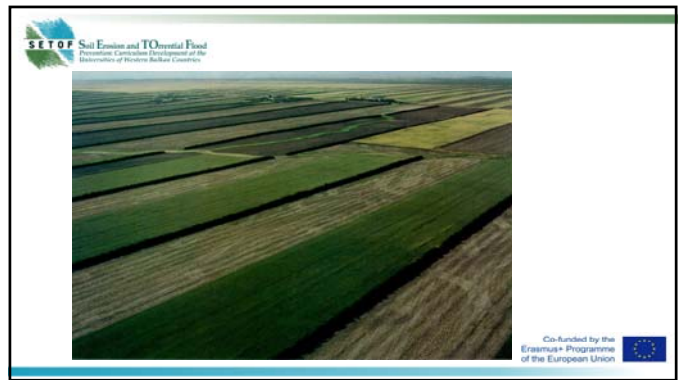 SETOF
Soil Erosion and TOrrential Flood
Prevention: Curriculum Development at the
Universities of Western Balkan Countries
Co-funded by the
Erasmus+ Programme
of the European Union